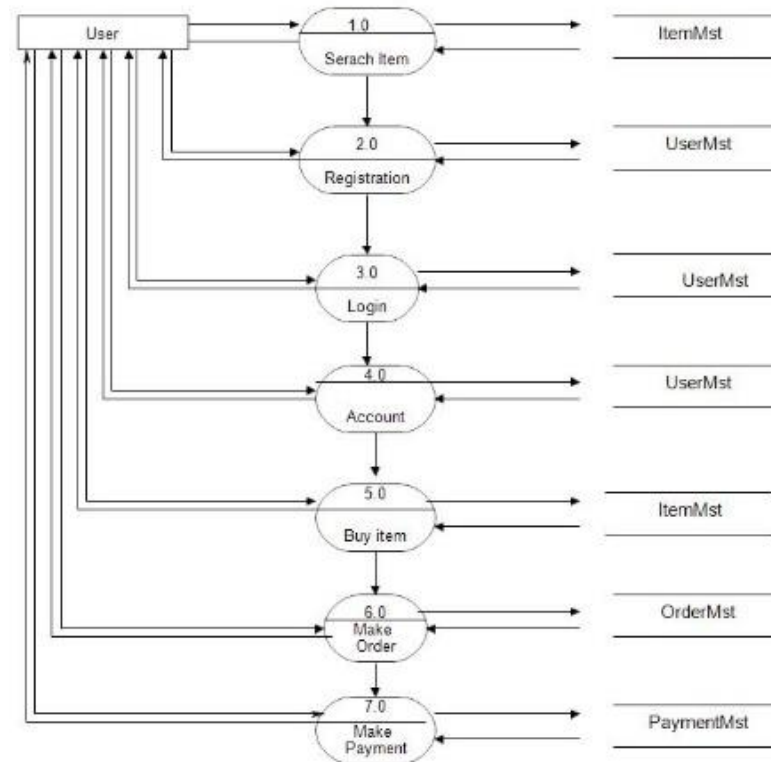 User
1.0
Serach Item
ItemMst
2.0
Registration
UserMst
3.0
Login
UserMst
4.0
Account
UserMst
5.0
Buy item
ItemMst
6.0
Make
Order
OrderMst
7.0
Make
Payment
PaymentMst